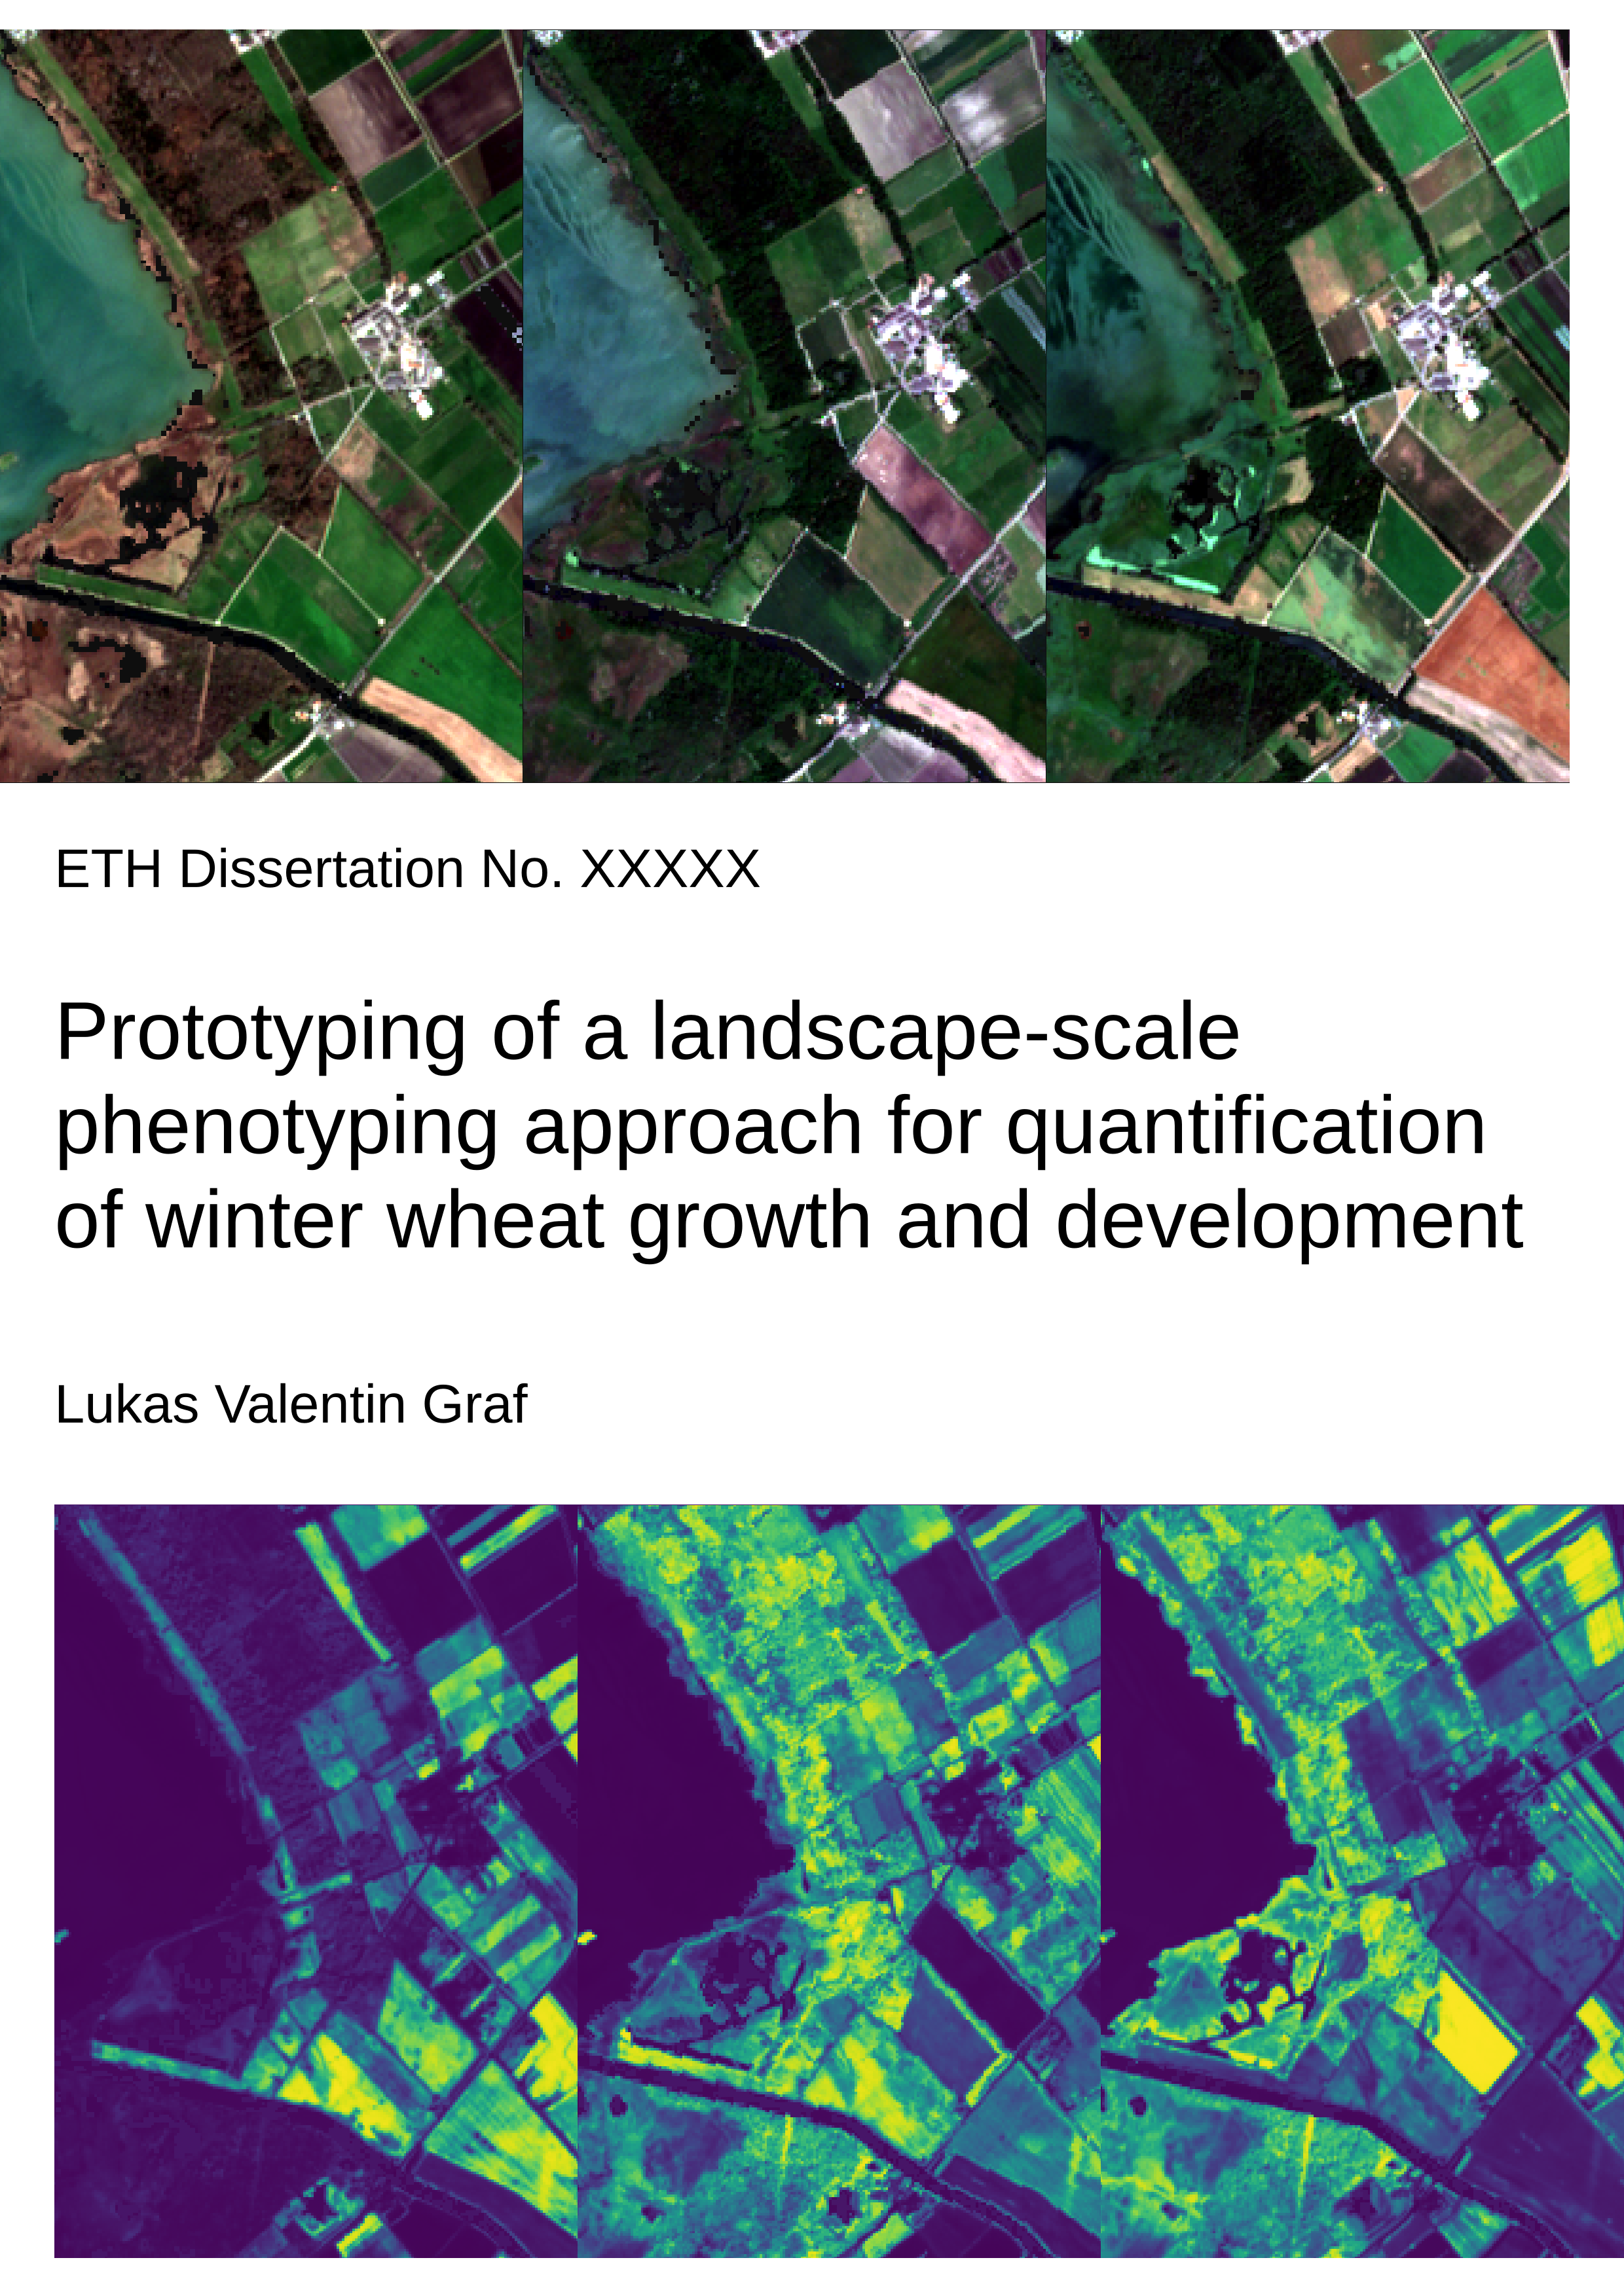 ETH Dissertation No. XXXXX
Prototyping of a landscape-scale
phenotyping approach for quantification
of winter wheat growth and development
Lukas Valentin Graf